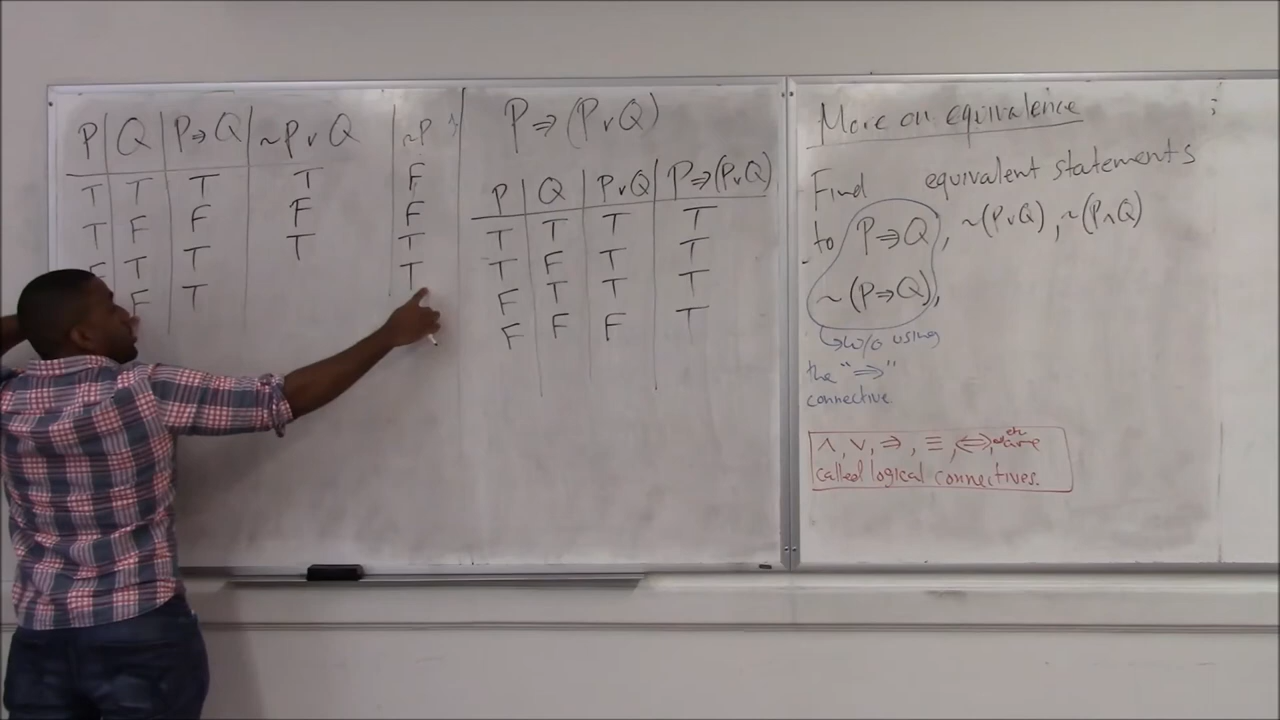 P Q P⇒Q ~P∨Q ~P
T T T T F
T F F F F
F T T T T
F T T
P⇒(P∨Q)
P Q P∨Q P⇒(P∨Q)
T T T T
T F T T
F T T T
F F F T
More on equivalence
Find equivalent statements
to P⇒Q, ~(P∨Q), ~(P∧Q)
~(P⇒Q),
↳w/o using
the "⇒"
connective
∧, ∨, ⇒, ≡, ⇔, etc are
called logical connectives.